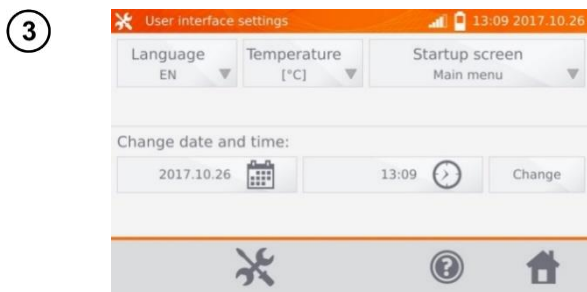 3
User interface settings 13:09 2017.10.26
Language Temperature Startup screen
EN [°C] Main menu
Change date and time:
2017.10.26 13:09 Change
?